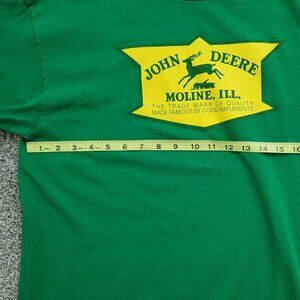 JOHN DEERE
MOLINE, ILL.
THE TRADE MARK OF QUALITY
MADE FAMOUS BY GOOD IMPLEMENTS
1 2 3 4 5 6 7 8 9 10 11 12 13 14 15 16